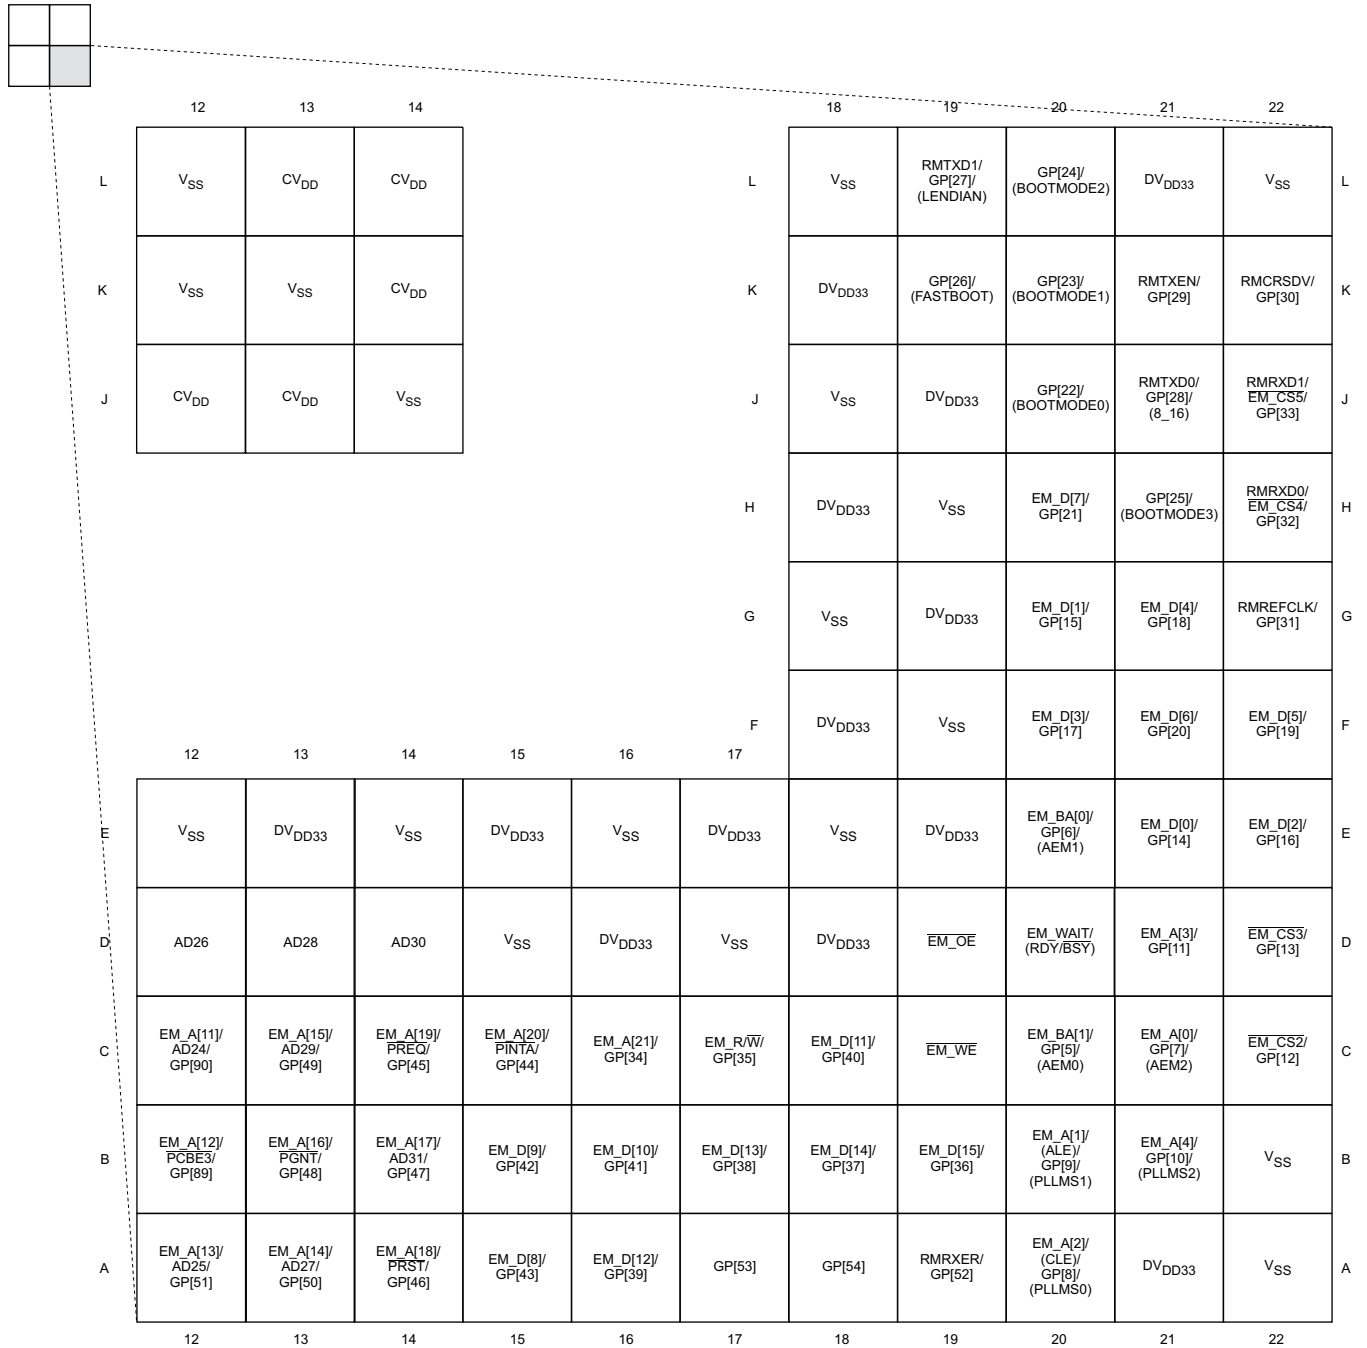 12 13 14 18 19 20 21 22
L VSS CVDD CVDD L VSS RMTXD1/ GP[27]/ (LENDIAN) GP[24]/ (BOOTMODE2) DVDD33 VSS L
K VSS VSS CVDD K DVDD33 GP[26]/ (FASTBOOT) GP[23]/ (BOOTMODE1) RMTXEN/ GP[29] RMCRSDV/ GP[30] K
J CVDD CVDD VSS J VSS DVDD33 GP[22]/ (BOOTMODE0) RMTXD0/ GP[28]/ (8_16) RMRXD1/ EM_CS5/ GP[33] J
H DVDD33 VSS EM_D[7]/ GP[21] GP[25]/ (BOOTMODE3) RMRXD0/ EM_CS4/ GP[32] H
G VSS DVDD33 EM_D[1]/ GP[15] EM_D[4]/ GP[18] RMREFCLK/ GP[31] G
F DVDD33 VSS EM_D[3]/ GP[17] EM_D[6]/ GP[20] EM_D[5]/ GP[19] F
12 13 14 15 16 17
E VSS DVDD33 VSS DVDD33 VSS DVDD33 VSS DVDD33 EM_BA[0]/ GP[6]/ (AEM1) EM_D[0]/ GP[14] EM_D[2]/ GP[16] E
D AD26 AD28 AD30 VSS DVDD33 VSS DVDD33 EM_OE EM_WAIT/ (RDY/BSY) EM_A[3]/ GP[11] EM_CS3/ GP[13] D
C EM_A[11]/ AD24/ GP[90] EM_A[15]/ AD29/ GP[49] EM_A[19]/ PREQ/ GP[45] EM_A[20]/ PINTA/ GP[44] EM_A[21]/ GP[34] EM_R/W/ GP[35] EM_D[11]/ GP[40] EM_WE EM_BA[1]/ GP[5]/ (AEM0) EM_A[0]/ GP[7]/ (AEM2) EM_CS2/ GP[12] C
B EM_A[12]/ PCBE3/ GP[89] EM_A[16]/ PGNT/ GP[48] EM_A[17]/ AD31/ GP[47] EM_D[9]/ GP[42] EM_D[10]/ GP[41] EM_D[13]/ GP[38] EM_D[14]/ GP[37] EM_D[15]/ GP[36] EM_A[1]/ (ALE)/ GP[9]/ (PLLMS1) EM_A[4]/ GP[10]/ (PLLMS2) VSS B
A EM_A[13]/ AD25/ GP[51] EM_A[14]/ AD27/ GP[50] EM_A[18]/ PRST/ GP[46] EM_D[8]/ GP[43] EM_D[12]/ GP[39] GP[53] GP[54] RMRXER/ GP[52] EM_A[2]/ (CLE)/ GP[8]/ (PLLMS0) DVDD33 VSS A
12 13 14 15 16 17 18 19 20 21 22